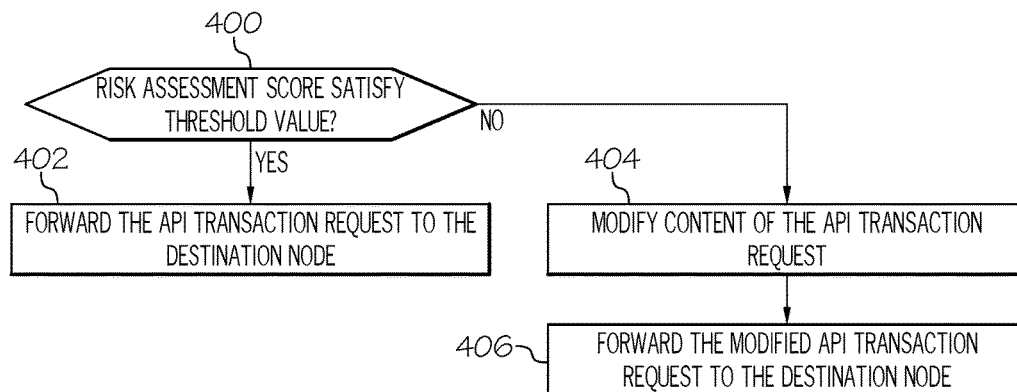 400
RISK ASSESSMENT SCORE SATISFY
THRESHOLD VALUE?
NO
YES
402
FORWARD THE API TRANSACTION REQUEST TO THE
DESTINATION NODE
404
MODIFY CONTENT OF THE API TRANSACTION
REQUEST
406
FORWARD THE MODIFIED API TRANSACTION
REQUEST TO THE DESTINATION NODE